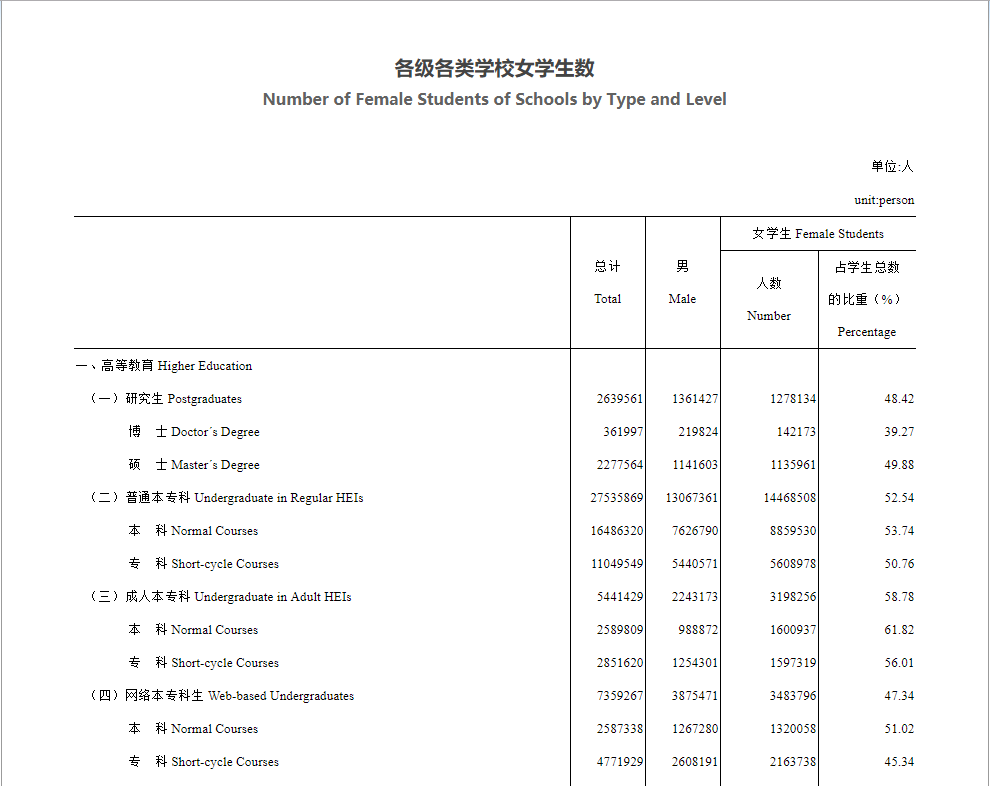 各级各类学校女学生数
Number of Female Students of Schools by Type and Level
单位:人
unit:person
女学生 Female Students
总计 男 人数 占学生总数
的比重（%）
Total Male Number Percentage
一、高等教育 Higher Education
（一）研究生 Postgraduates 2639561 1361427 1278134 48.42
博 士 Doctor´s Degree 361997 219824 142173 39.27
硕 士 Master´s Degree 2277564 1141603 1135961 49.88
（二）普通本专科 Undergraduate in Regular HEIs 27535869 13067361 14468508 52.54
本 科 Normal Courses 16486320 7626790 8859530 53.74
专 科 Short-cycle Courses 11049549 5440571 5608978 50.76
（三）成人本专科 Undergraduate in Adult HEIs 5441429 2243173 3198256 58.78
本 科 Normal Courses 2589809 988872 1600937 61.82
专 科 Short-cycle Courses 2851620 1254301 1597319 56.01
（四）网络本专科生 Web-based Undergraduates 7359267 3875471 3483796 47.34
本 科 Normal Courses 2587338 1267280 1320058 51.02
专 科 Short-cycle Courses 4771929 2608191 2163738 45.34